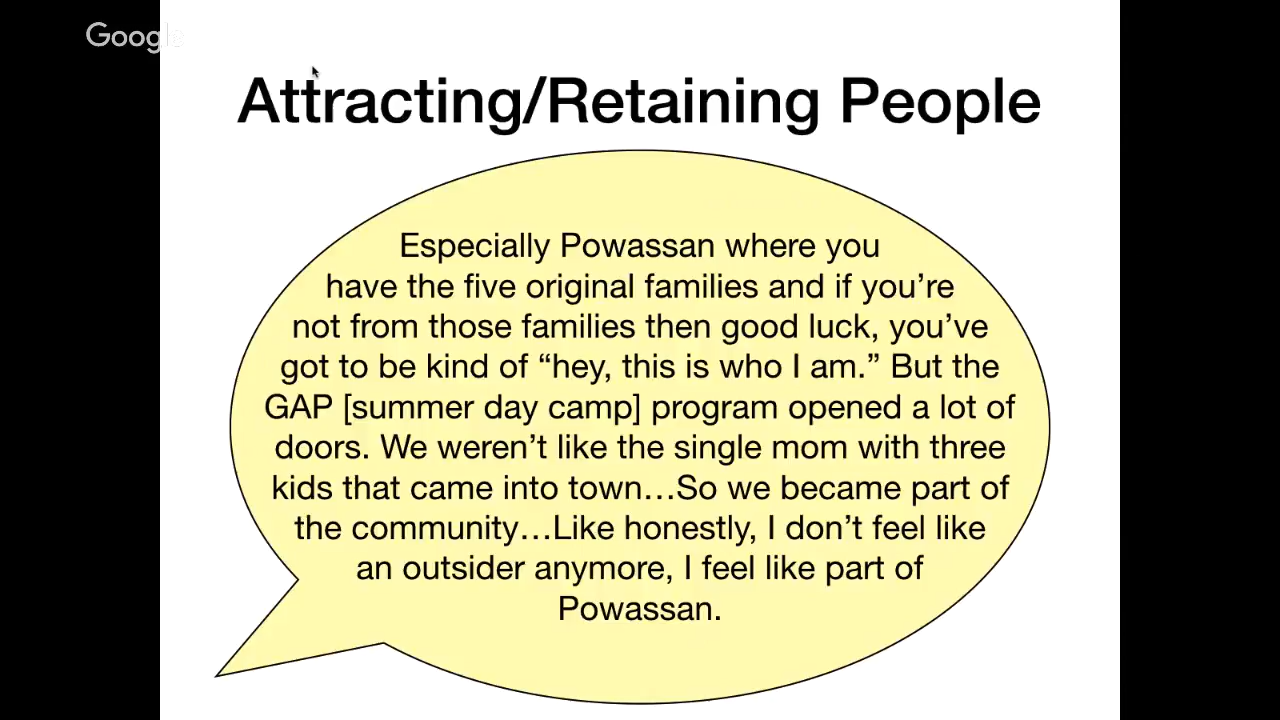 Google
Attracting/Retaining People
Especially Powassan where you
have the five original families and if you’re
not from those families then good luck, you’ve
got to be kind of “hey, this is who I am.” But the
GAP [summer day camp] program opened a lot of
doors. We weren’t like the single mom with three
kids that came into town…So we became part of
the community…Like honestly, I don’t feel like
an outsider anymore, I feel like part of
Powassan.